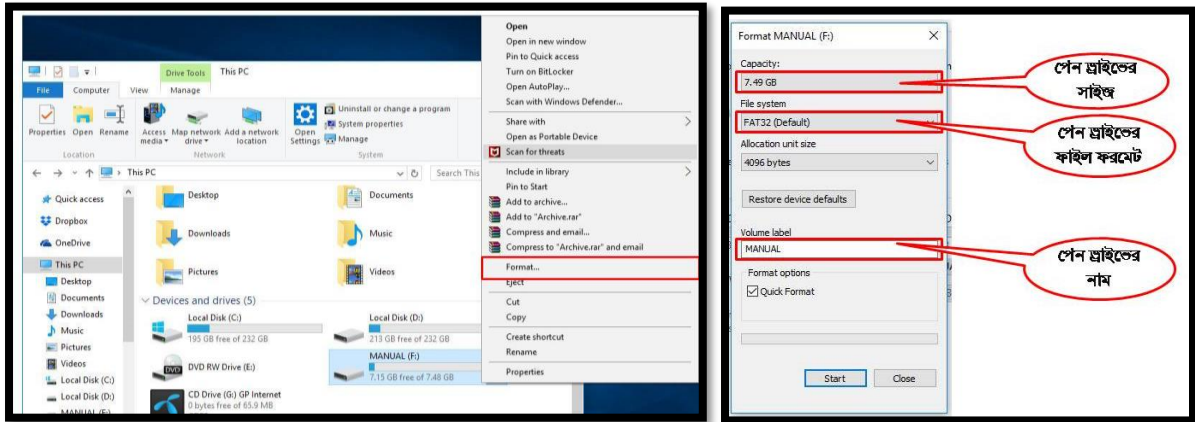 Drive Tools
This PC
File
Computer
View
Manage
Properties
Open
Rename
Access media
Map network drive
Add a network location
Open Settings
Uninstall or change a program
System properties
Manage
Location
Network
System
This PC
Search This
Quick access
Dropbox
OneDrive
This PC
Desktop
Documents
Downloads
Music
Pictures
Videos
Local Disk (C:)
Local Disk (D:)
MANUAL (F:)
Desktop
Documents
Downloads
Music
Pictures
Videos
Devices and drives (5)
Local Disk (C:)
195 GB free of 232 GB
Local Disk (D:)
213 GB free of 232 GB
DVD RW Drive (E:)
DVD
MANUAL (F:)
7.15 GB free of 7.48 GB
CD Drive (G:) GP Internet
0 bytes free of 65.9 MB
Open
Open in new window
Pin to Quick access
Turn on BitLocker
Open AutoPlay...
Scan with Windows Defender...
Share with
Open as Portable Device
Scan for threats
Include in library
Pin to Start
Add to archive...
Add to "Archive.rar"
Compress and email...
Compress to "Archive.rar" and email
Format...
Eject
Cut
Copy
Create shortcut
Rename
Properties
Format MANUAL (F:)
Capacity:
7.49 GB
File system
FAT32 (Default)
Allocation unit size
4096 bytes
Restore device defaults
Volume label
MANUAL
Format options
Quick Format
Start
Close
পেন ড্রাইভের
সাইজ
পেন ড্রাইভের
ফাইল ফরমেট
পেন ড্রাইভের
নাম